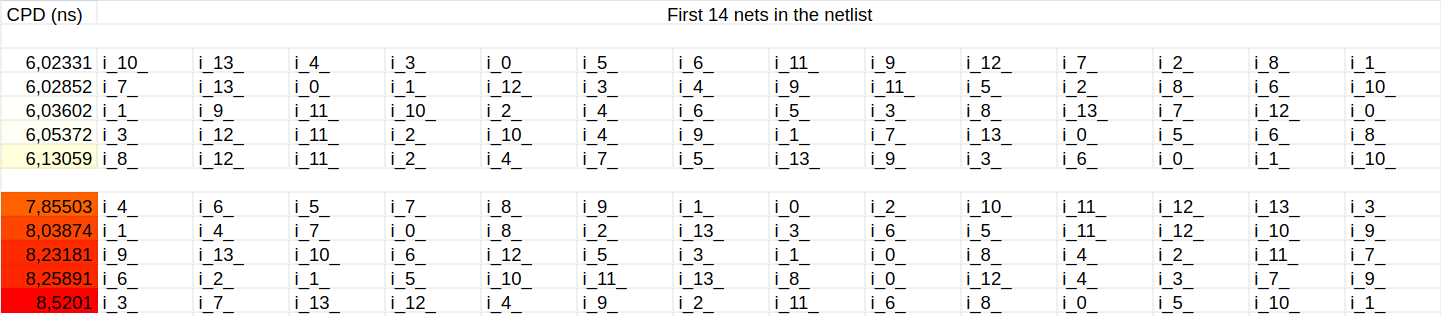 CPD (ns) First 14 nets in the netlist
6,02331 i_10_ i_13_ i_4_ i_3_ i_0_ i_5_ i_6_ i_11_ i_9_ i_12_ i_7_ i_2_ i_8_ i_1_
6,02852 i_7_ i_13_ i_0_ i_1_ i_12_ i_3_ i_4_ i_9_ i_11_ i_5_ i_2_ i_8_ i_6_ i_10_
6,03602 i_1_ i_9_ i_11_ i_10_ i_2_ i_4_ i_6_ i_5_ i_3_ i_8_ i_13_ i_7_ i_12_ i_0_
6,05372 i_3_ i_12_ i_11_ i_2_ i_10_ i_4_ i_9_ i_1_ i_7_ i_13_ i_0_ i_5_ i_6_ i_8_
6,13059 i_8_ i_12_ i_11_ i_2_ i_4_ i_7_ i_5_ i_13_ i_9_ i_3_ i_6_ i_0_ i_1_ i_10_
7,85503 i_4_ i_6_ i_5_ i_7_ i_8_ i_9_ i_1_ i_0_ i_2_ i_10_ i_11_ i_12_ i_13_ i_3_
8,03874 i_1_ i_4_ i_7_ i_0_ i_8_ i_2_ i_13_ i_3_ i_6_ i_5_ i_11_ i_12_ i_10_ i_9_
8,23181 i_9_ i_13_ i_10_ i_6_ i_12_ i_5_ i_3_ i_1_ i_0_ i_8_ i_4_ i_2_ i_11_ i_7_
8,25891 i_6_ i_2_ i_1_ i_5_ i_10_ i_11_ i_13_ i_8_ i_0_ i_12_ i_4_ i_3_ i_7_ i_9_
8,5201 i_3_ i_7_ i_13_ i_12_ i_4_ i_9_ i_2_ i_11_ i_6_ i_8_ i_0_ i_5_ i_10_ i_1_